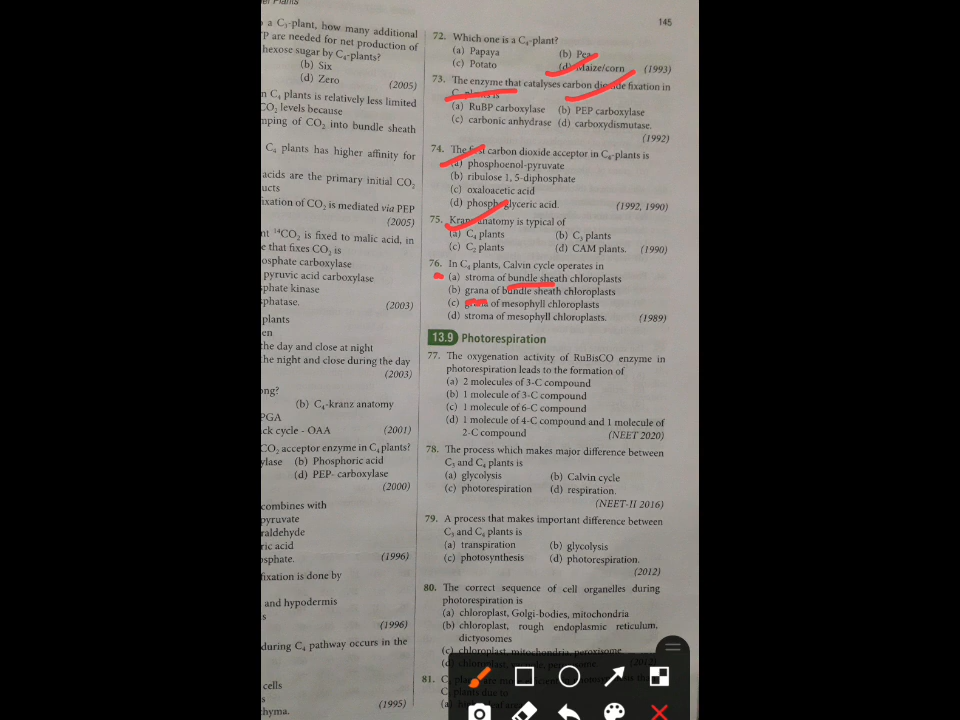 er Plants
a C3-plant, how many additional
P are needed for net production of
hexose sugar by C4-plants?
(b) Six
(d) Zero
(2005)
n C4 plants is relatively less limited
CO2 levels because
mping of CO2 into bundle sheath
C4 plants has higher affinity for
acids are the primary initial CO2
ucts
ixation of CO2 is mediated via PEP
(2005)
nt 14CO2 is fixed to malic acid, in
e that fixes CO2 is
osphate carboxylase
pyruvic acid carboxylase
sphate kinase
phatase.
(2003)
plants
en
the day and close at night
he night and close during the day
(2003)
ong?
(b) C4-kranz anatomy
PGA
ck cycle - OAA
(2001)
CO2 acceptor enzyme in C4 plants?
ylase (b) Phosphoric acid
(d) PEP- carboxylase
(2000)
combines with
pyruvate
raldehyde
ric acid
osphate.
(1996)
fixation is done by
and hypodermis
s
(1996)
during C4 pathway occurs in the
cells
hyma.
(1995)
145
72. Which one is a C4-plant?
(a) Papaya (b) Pea
(c) Potato (d) Maize/corn (1993)
73. The enzyme that catalyses carbon dioxide fixation in
C4 plants is
(a) RuBP carboxylase (b) PEP carboxylase
(c) carbonic anhydrase (d) carboxydismutase.
(1992)
74. The first carbon dioxide acceptor in C4-plants is
(a) phosphoenol-pyruvate
(b) ribulose 1, 5-diphosphate
(c) oxaloacetic acid
(d) phosphoglyceric acid. (1992, 1990)
75. Kranz anatomy is typical of
(a) C4 plants (b) C3 plants
(c) C2 plants (d) CAM plants. (1990)
76. In C4 plants, Calvin cycle operates in
(a) stroma of bundle sheath chloroplasts
(b) grana of bundle sheath chloroplasts
(c) grana of mesophyll chloroplasts
(d) stroma of mesophyll chloroplasts. (1989)
13.9 Photorespiration
77. The oxygenation activity of RuBisCO enzyme in
photorespiration leads to the formation of
(a) 2 molecules of 3-C compound
(b) 1 molecule of 3-C compound
(c) 1 molecule of 6-C compound
(d) 1 molecule of 4-C compound and 1 molecule of
2-C compound (NEET 2020)
78. The process which makes major difference between
C3 and C4 plants is
(a) glycolysis (b) Calvin cycle
(c) photorespiration (d) respiration.
(NEET-II 2016)
79. A process that makes important difference between
C3 and C4 plants is
(a) transpiration (b) glycolysis
(c) photosynthesis (d) photorespiration.
(2012)
80. The correct sequence of cell organelles during
photorespiration is
(a) chloroplast, Golgi-bodies, mitochondria
(b) chloroplast, rough endoplasmic reticulum,
dictyosomes
(c) chloroplast, mitochondria, peroxisome
81.